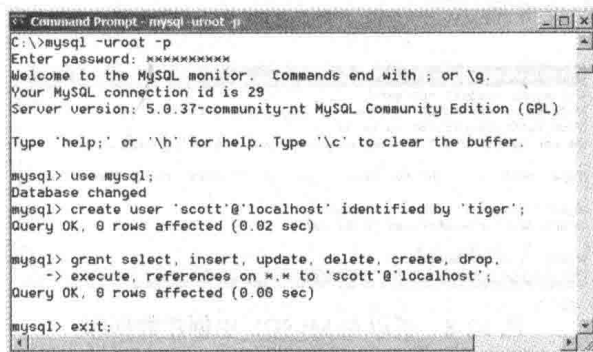 Command Prompt - mysql -uroot -p
C:\>mysql -uroot -p
Enter password: **********
Welcome to the MySQL monitor.  Commands end with ; or \g.
Your MySQL connection id is 29
Server version: 5.0.37-community-nt MySQL Community Edition (GPL)
Type 'help;' or '\h' for help. Type '\c' to clear the buffer.
mysql> use mysql;
Database changed
mysql> create user 'scott'@'localhost' identified by 'tiger';
Query OK, 0 rows affected (0.02 sec)
mysql> grant select, insert, update, delete, create, drop,
    -> execute, references on *.* to 'scott'@'localhost';
Query OK, 0 rows affected (0.00 sec)
mysql> exit;